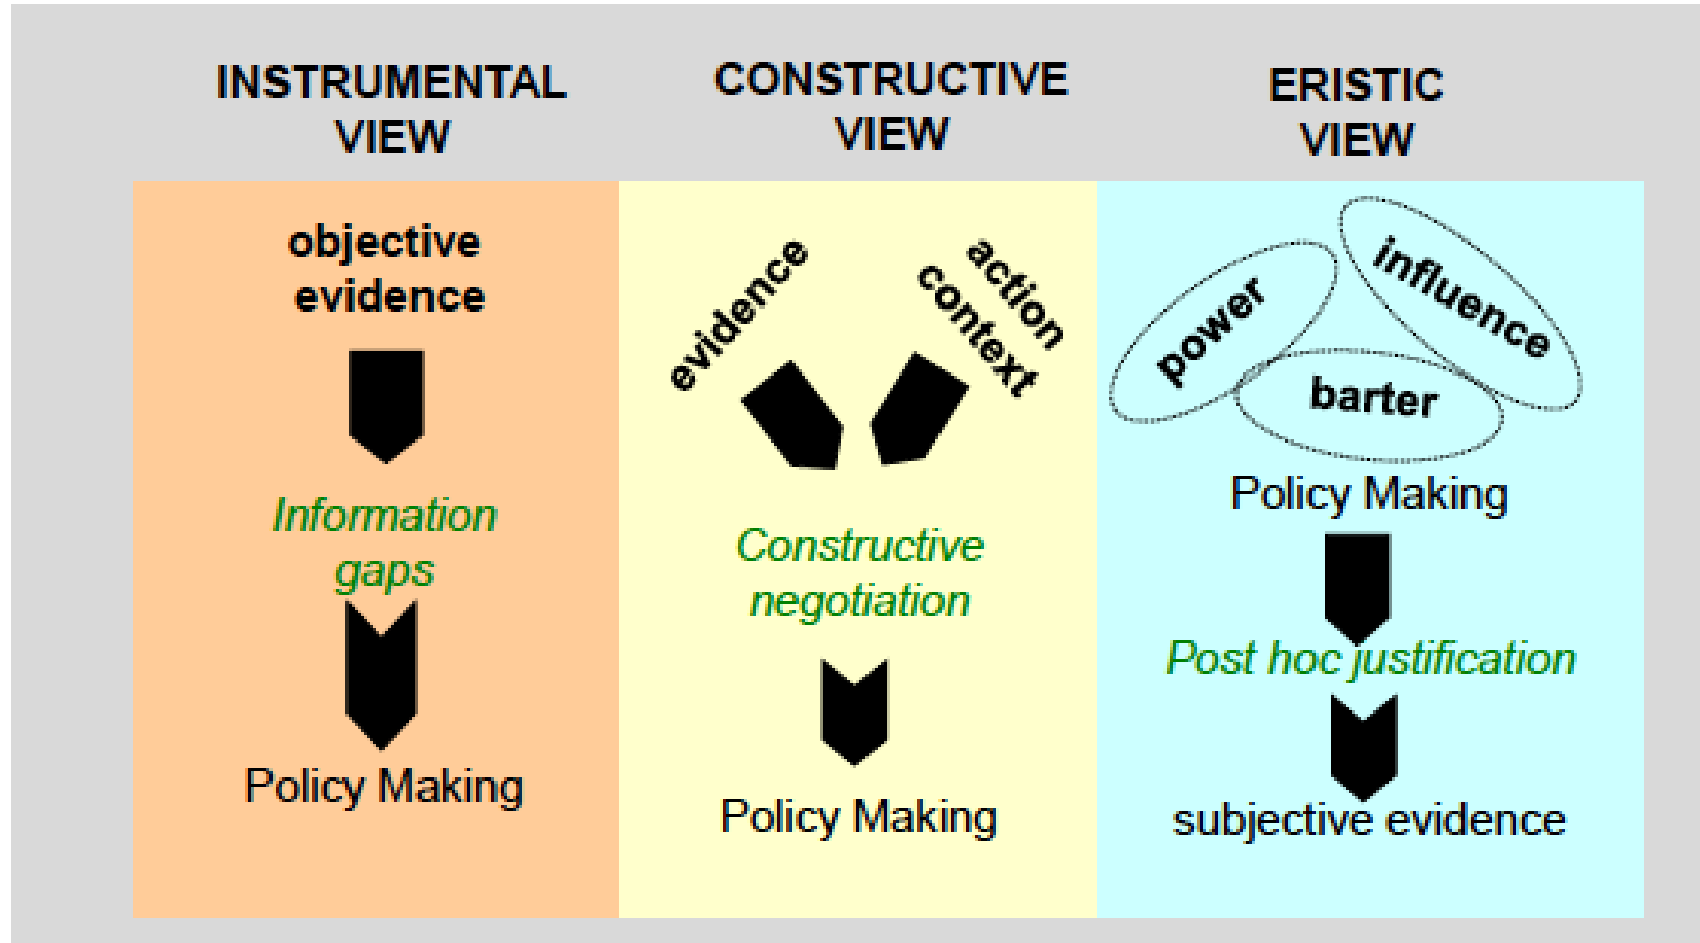 INSTRUMENTAL
VIEW
objective
evidence
Information
gaps
Policy Making
CONSTRUCTIVE
VIEW
evidence
action
context
Constructive
negotiation
Policy Making
ERISTIC
VIEW
power
influence
barter
Policy Making
Post hoc justification
subjective evidence